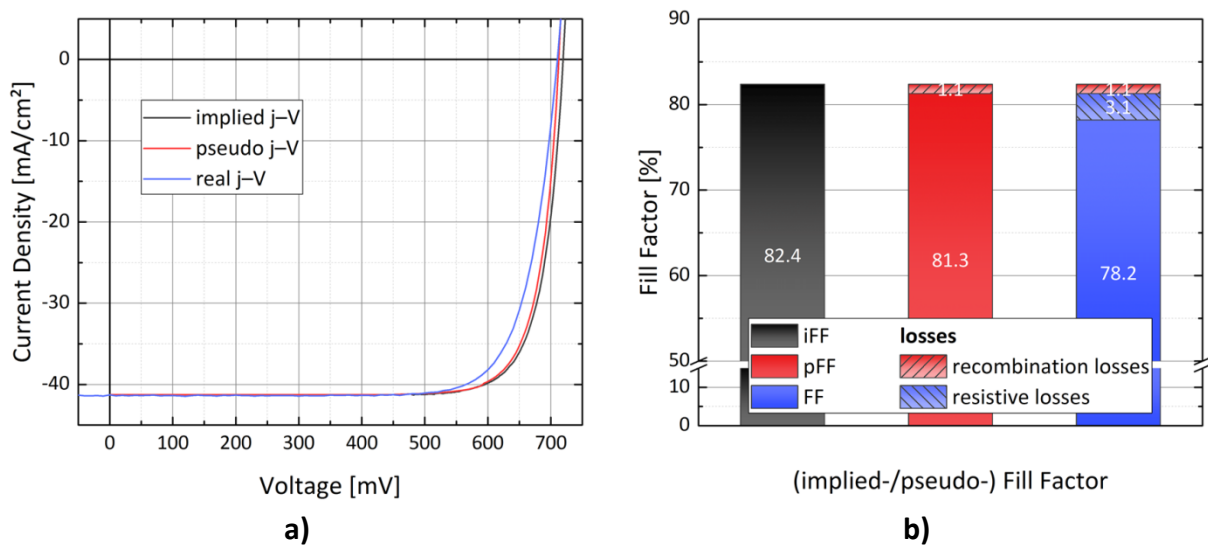 0
-10
-20
-30
-40
Current Density [mA/cm²]
implied j–V
pseudo j–V
real j–V
0 100 200 300 400 500 600 700
Voltage [mV]
a)
90
80
70
60
50
10
0
Fill Factor [%]
1.1
1.1
3.1
82.4
81.3
78.2
iFF
losses
pFF
recombination losses
FF
resistive losses
(implied-/pseudo-) Fill Factor
b)